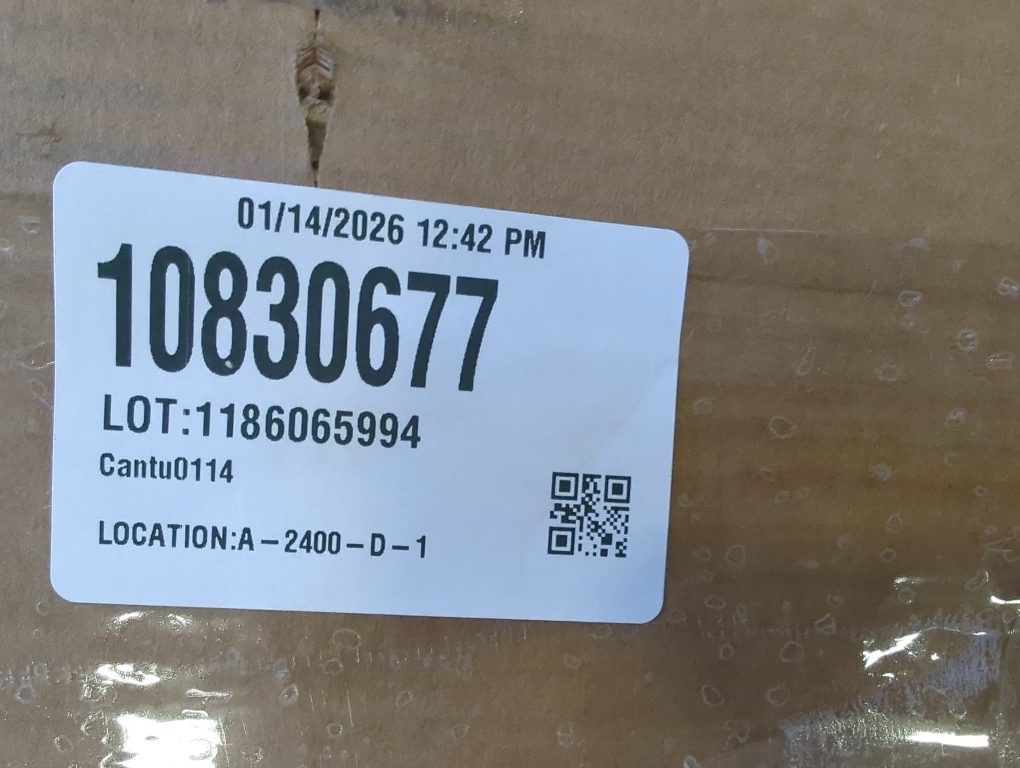 01/14/2026 12:42 PM
10830677
LOT:1186065994
Cantu0114
LOCATION:A-2400-D-1